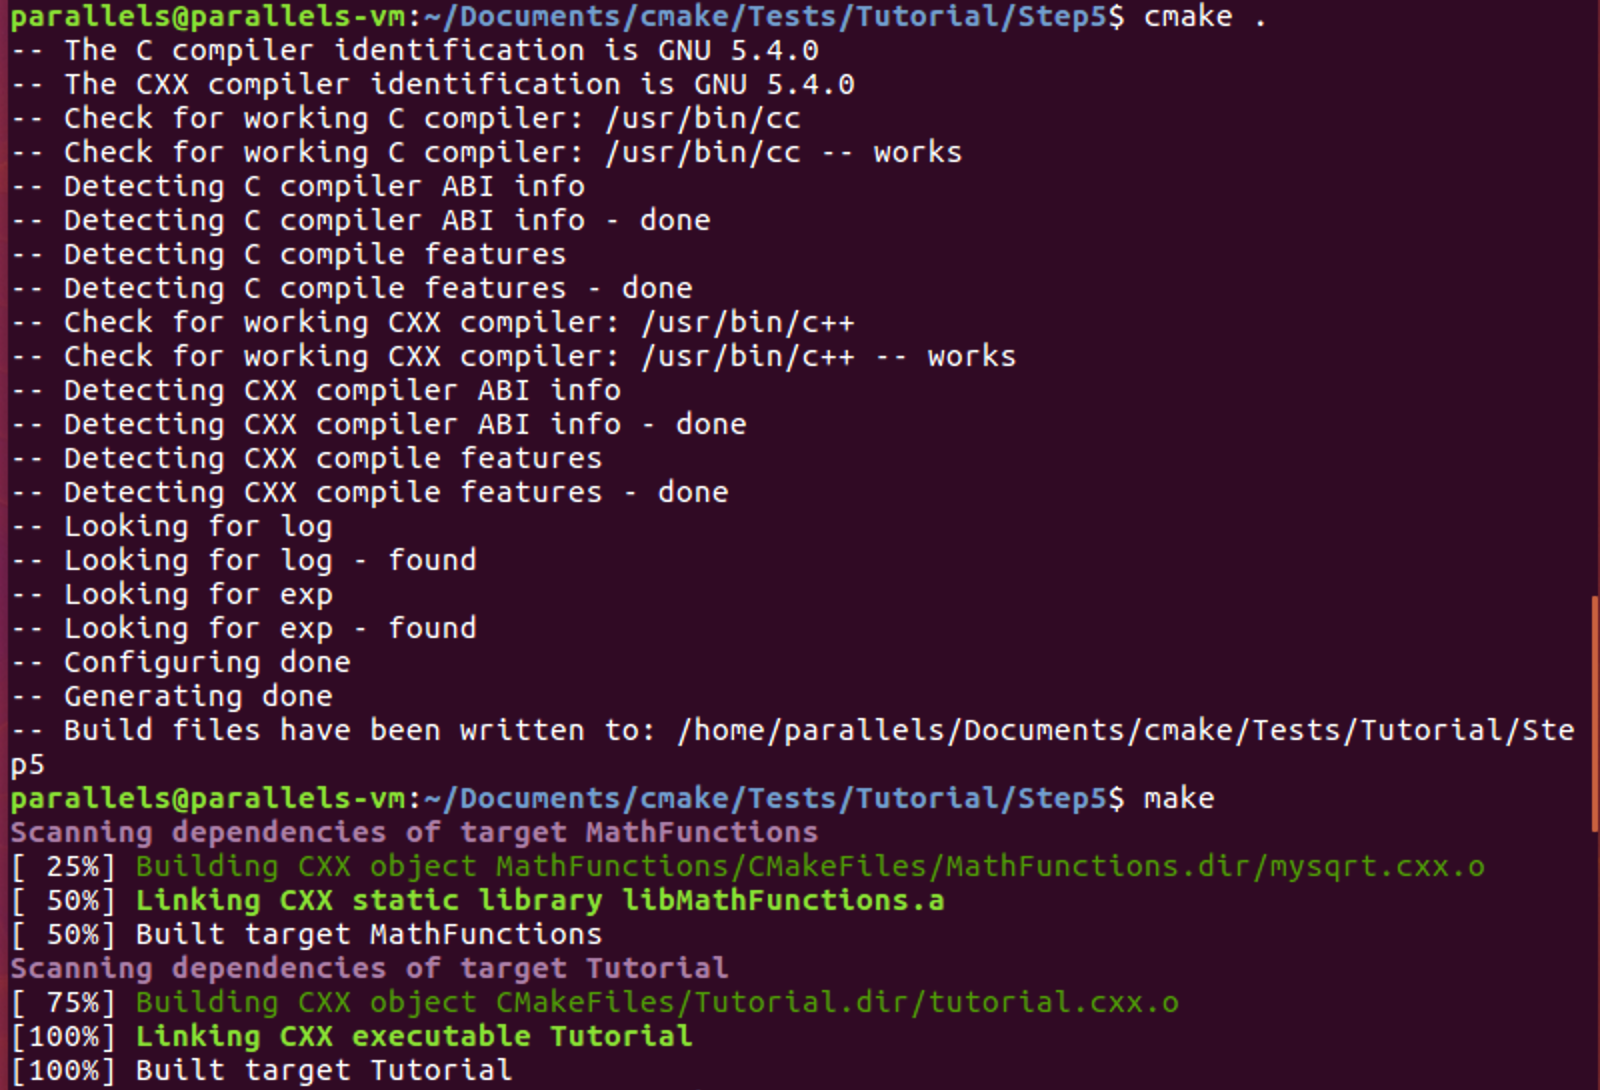 parallels@parallels-vm:~/Documents/cmake/Tests/Tutorial/Step5$ cmake .
-- The C compiler identification is GNU 5.4.0
-- The CXX compiler identification is GNU 5.4.0
-- Check for working C compiler: /usr/bin/cc
-- Check for working C compiler: /usr/bin/cc -- works
-- Detecting C compiler ABI info
-- Detecting C compiler ABI info - done
-- Detecting C compile features
-- Detecting C compile features - done
-- Check for working CXX compiler: /usr/bin/c++
-- Check for working CXX compiler: /usr/bin/c++ -- works
-- Detecting CXX compiler ABI info
-- Detecting CXX compiler ABI info - done
-- Detecting CXX compile features
-- Detecting CXX compile features - done
-- Looking for log
-- Looking for log - found
-- Looking for exp
-- Looking for exp - found
-- Configuring done
-- Generating done
-- Build files have been written to: /home/parallels/Documents/cmake/Tests/Tutorial/Ste
p5
parallels@parallels-vm:~/Documents/cmake/Tests/Tutorial/Step5$ make
Scanning dependencies of target MathFunctions
[ 25%] Building CXX object MathFunctions/CMakeFiles/MathFunctions.dir/mysqrt.cxx.o
[ 50%] Linking CXX static library libMathFunctions.a
[ 50%] Built target MathFunctions
Scanning dependencies of target Tutorial
[ 75%] Building CXX object CMakeFiles/Tutorial.dir/tutorial.cxx.o
[100%] Linking CXX executable Tutorial
[100%] Built target Tutorial